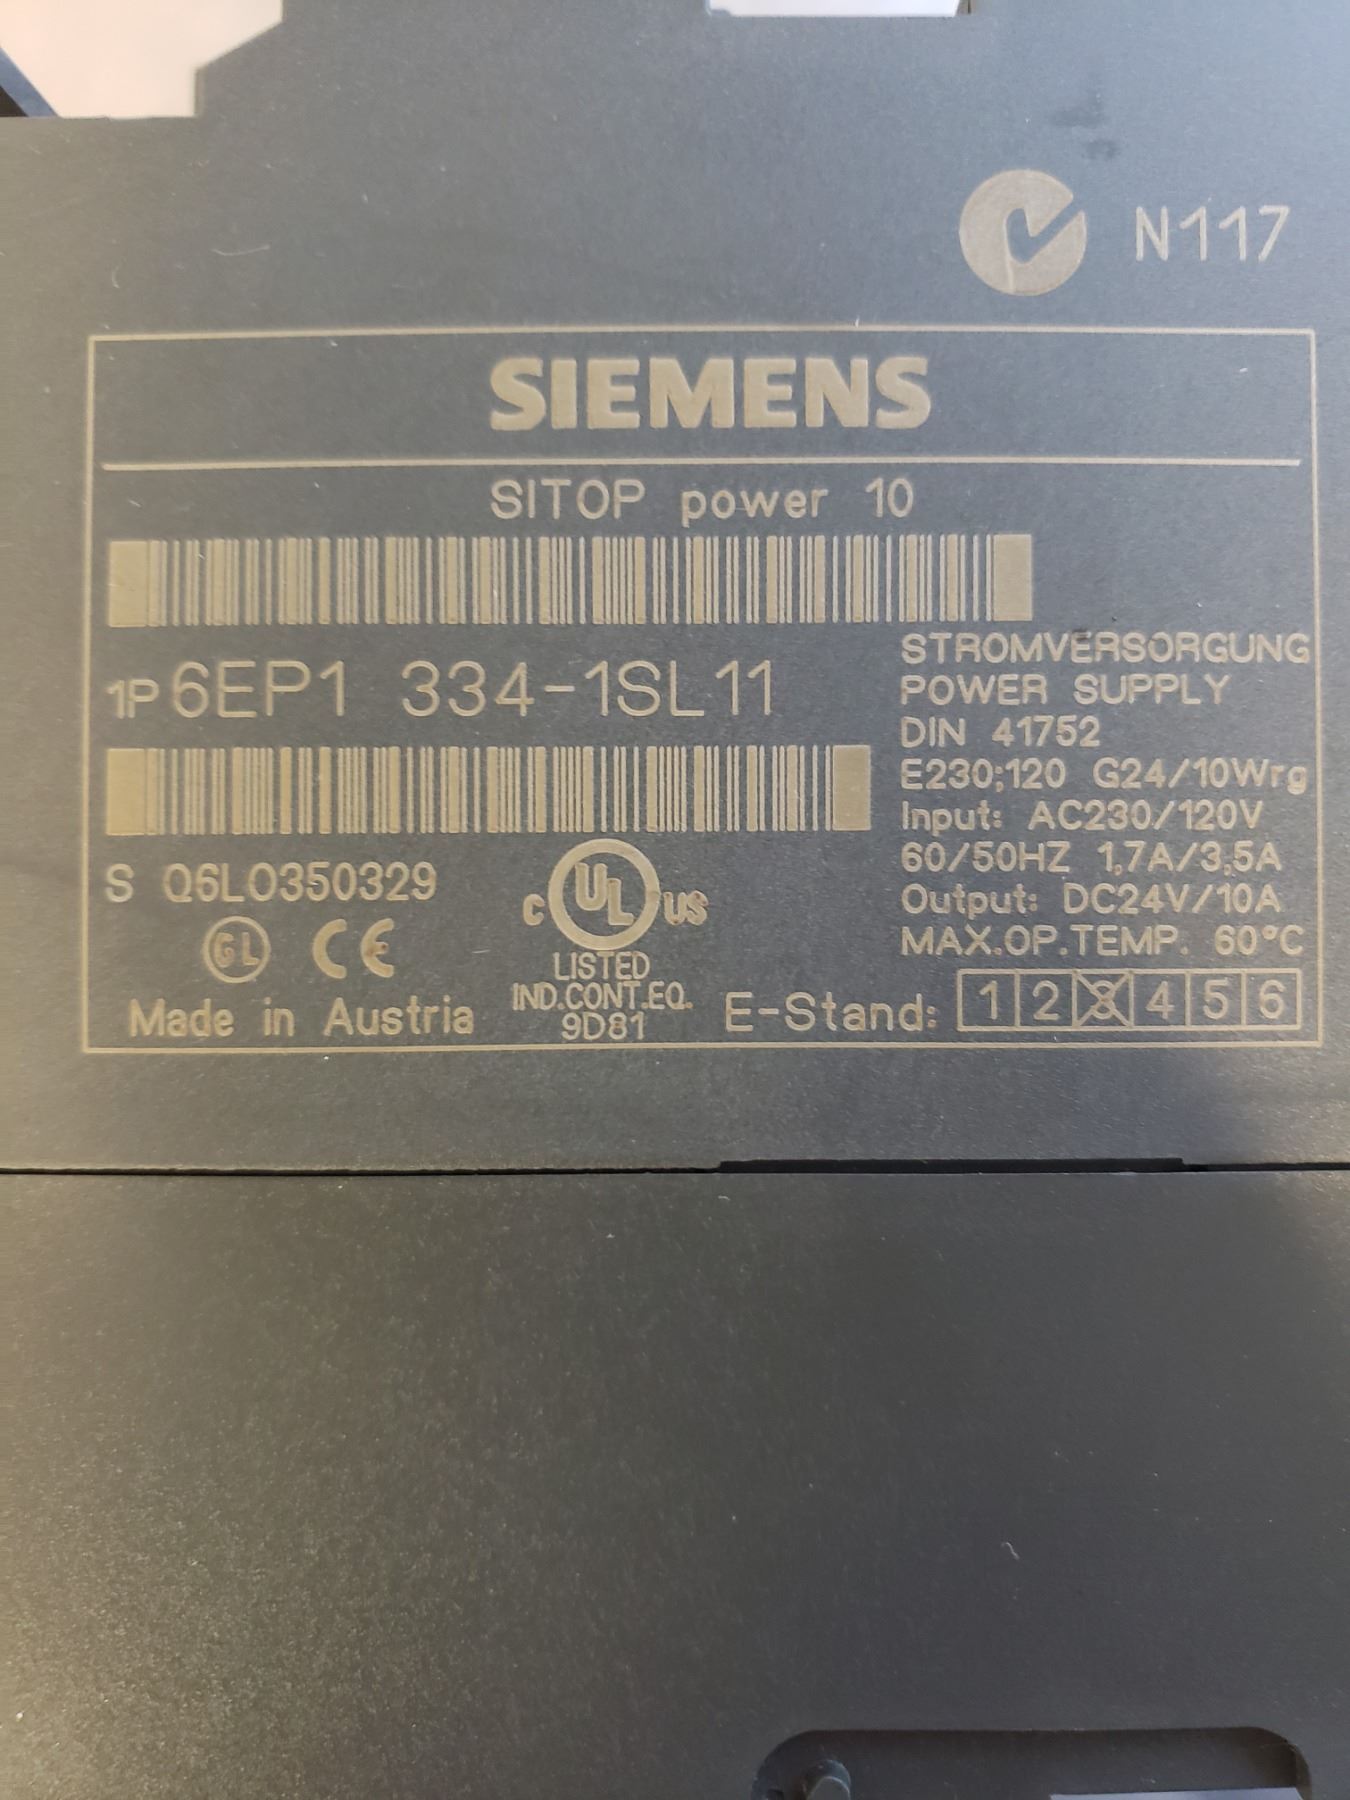 N117
SIEMENS
SITOP power 10
1P 6EP1 334-1SL11
S Q6LO350329
GL CE
Made in Austria
C UL US
LISTED
IND.CONT.EQ.
9D81
STROMVERSORGUNG
POWER SUPPLY
DIN 41752
E230;120 G24/10Wrg
Input: AC230/120V
60/50HZ 1,7A/3,5A
Output: DC24V/10A
MAX.OP.TEMP. 60°C
E-Stand: 1 2 3 4 5 6